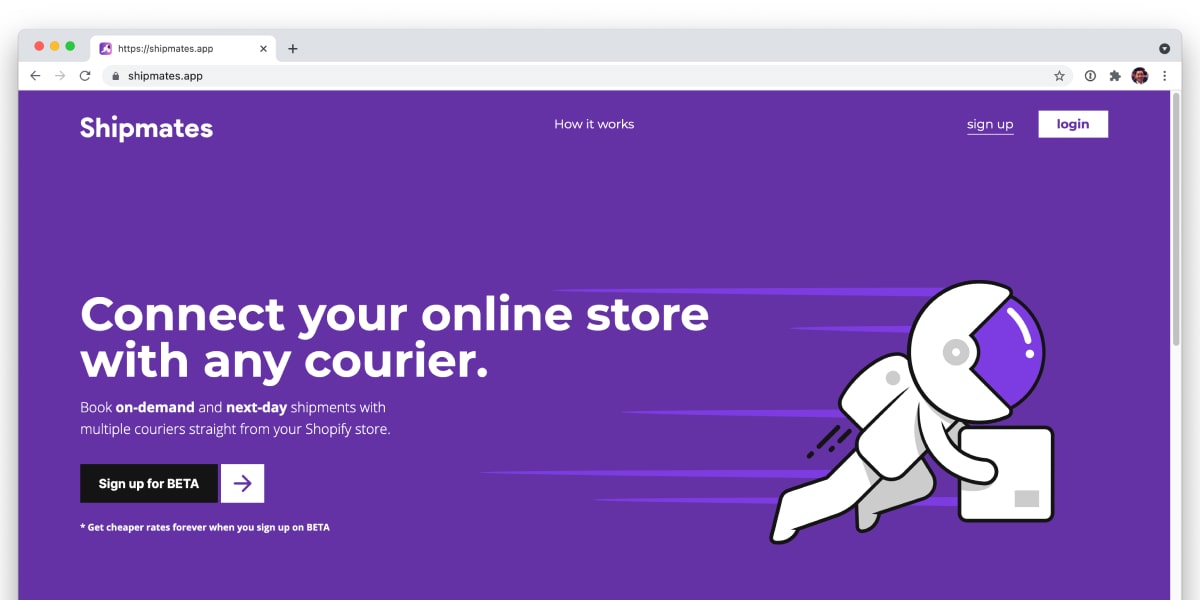 https://shipmates.app
shipmates.app
Shipmates
How it works
sign up
login
Connect your online store
with any courier.
Book on-demand and next-day shipments with
multiple couriers straight from your Shopify store.
Sign up for BETA
* Get cheaper rates forever when you sign up on BETA